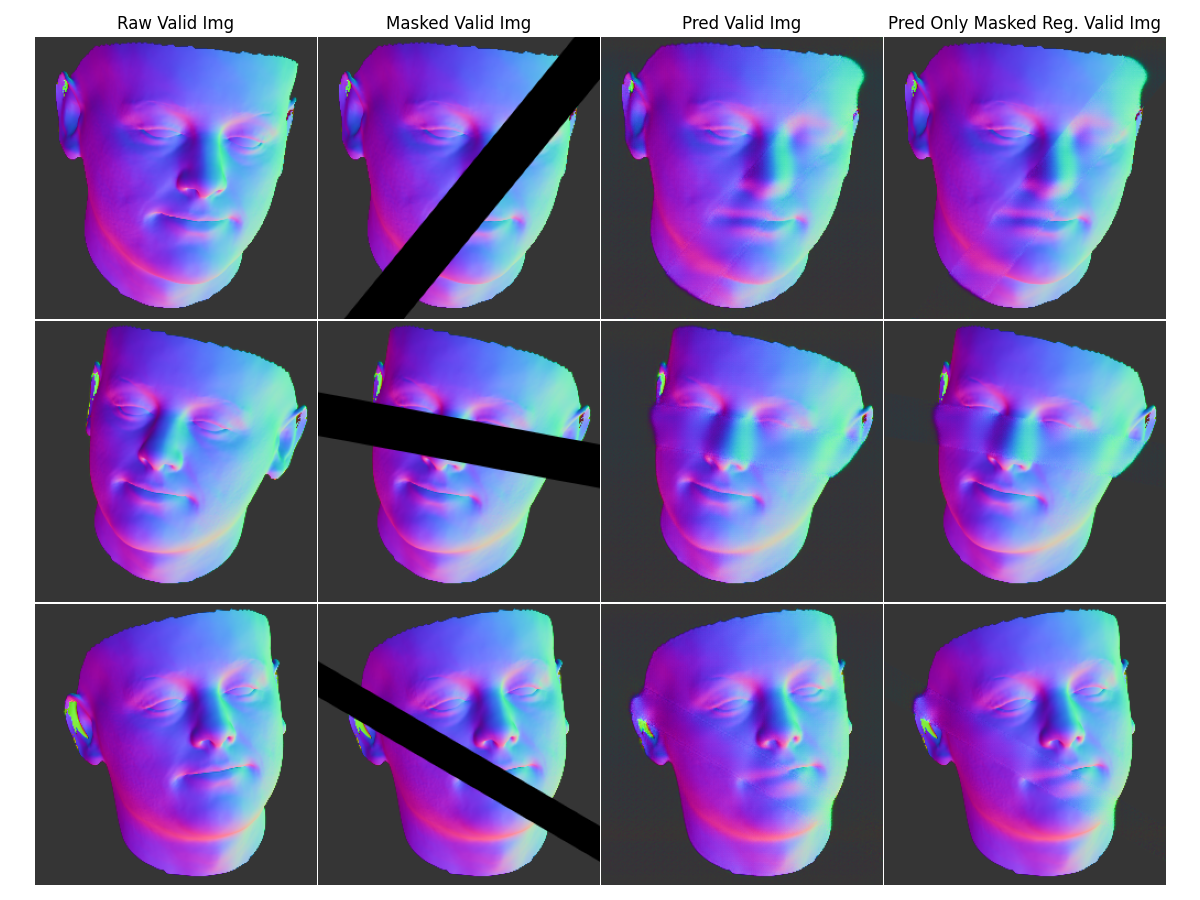 Raw Valid Img
Masked Valid Img
Pred Valid Img
Pred Only Masked Reg. Valid Img